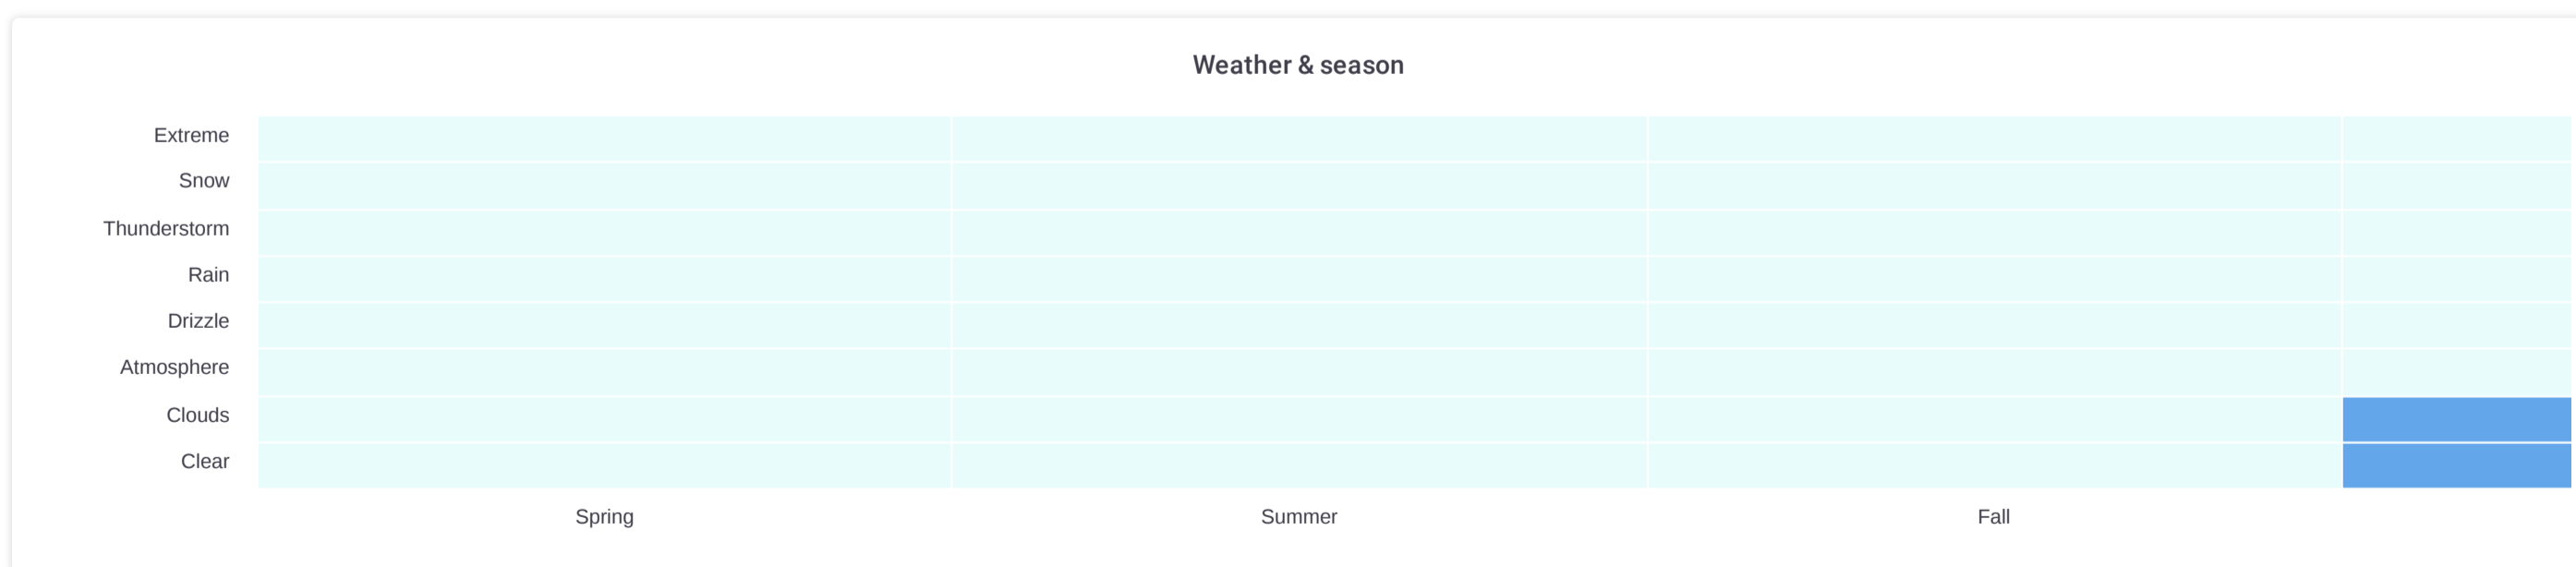 Weather & season
Extreme
Snow
Thunderstorm
Rain
Drizzle
Atmosphere
Clouds
Clear
Spring Summer Fall